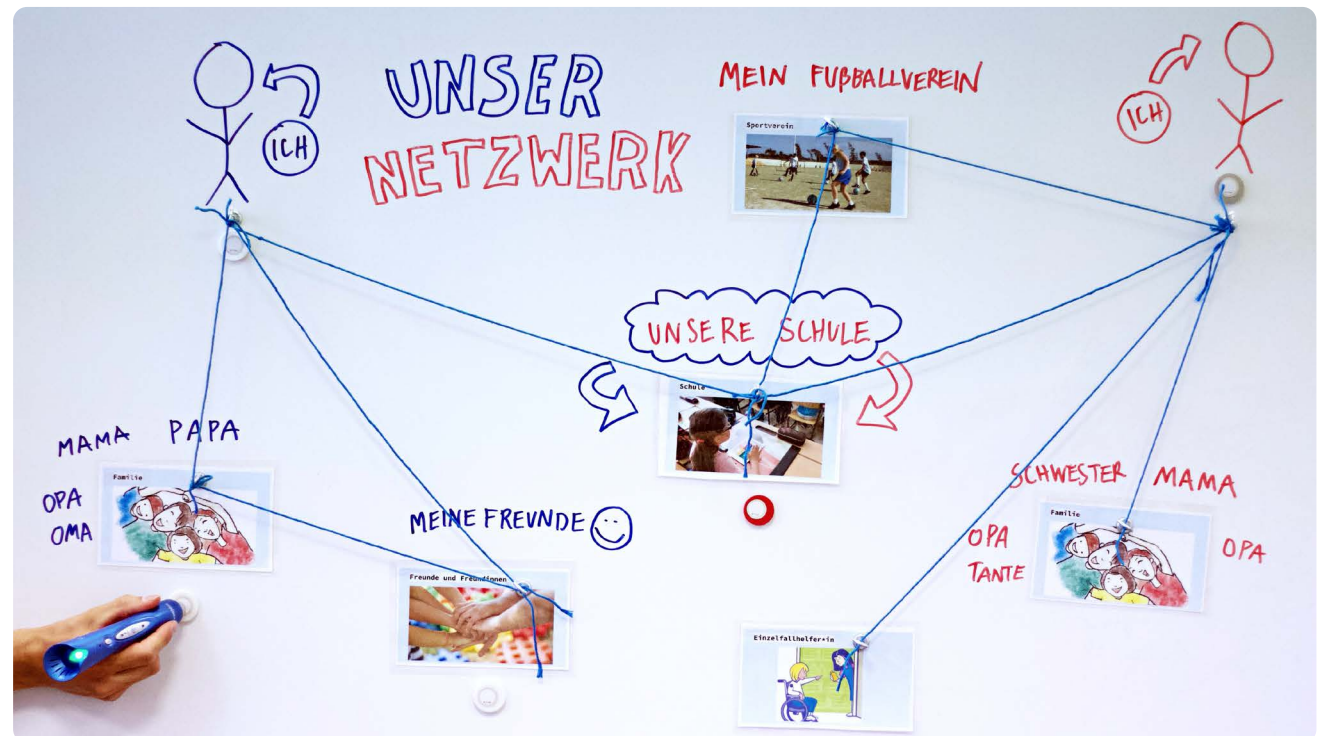 UNSER
NETZWERK
ICH
MEIN FUßBALLVEREIN
ICH
Sportverein
UNSERE SCHULE
Schule
MAMA PAPA
Familie
OPA
OMA
MEINE FREUNDE
Freunde und Freundinnen
SCHWESTER MAMA
Familie
OPA
TANTE
OPA
Einzelfallhelfer*in